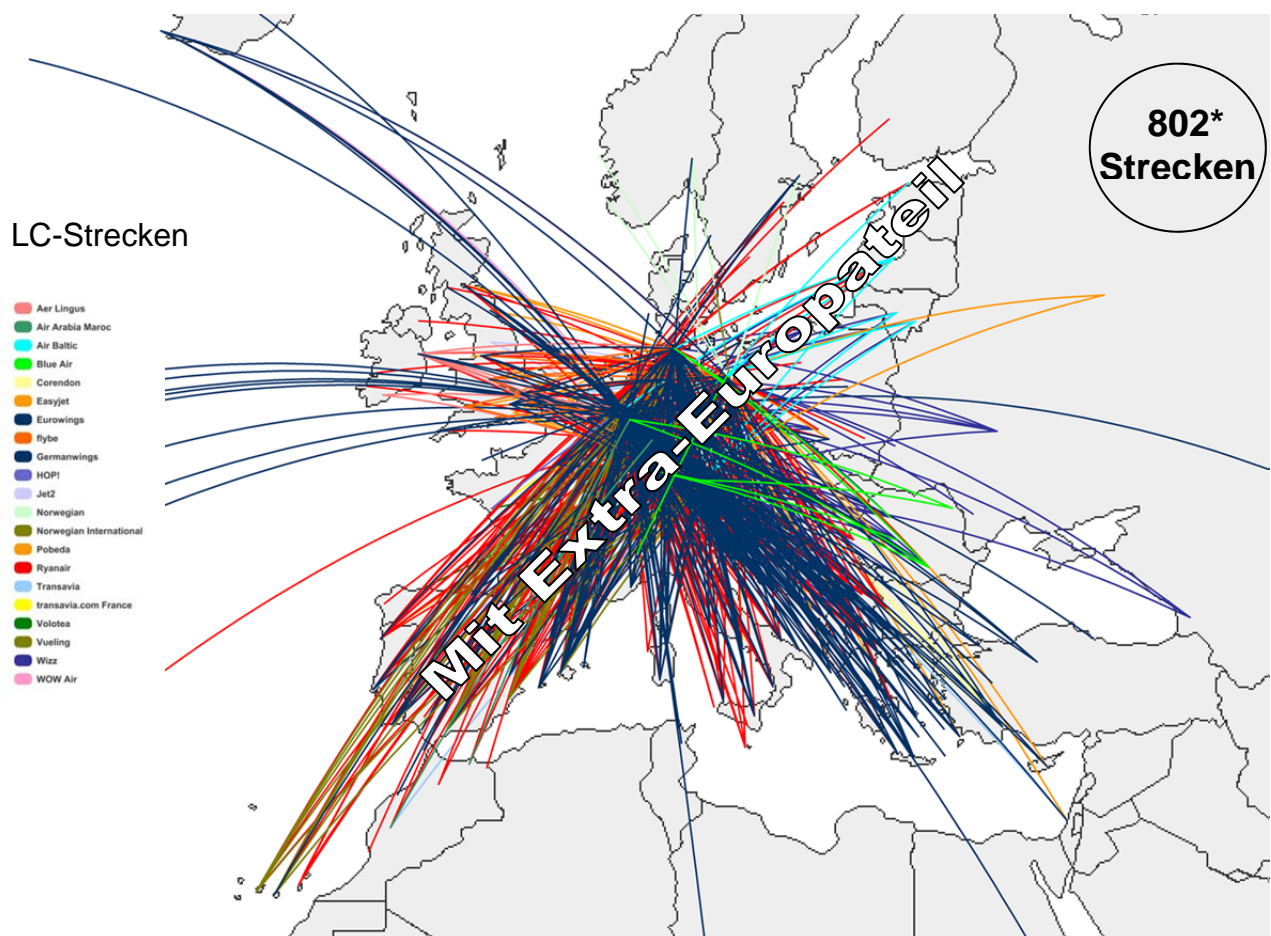 802*
Strecken
LC-Strecken
Aer Lingus
Air Arabia Maroc
Air Baltic
Blue Air
Corendon
Easyjet
Eurowings
flybe
Germanwings
HOP!
Jet2
Norwegian
Norwegian International
Pobeda
Ryanair
Transavia
transavia.com France
Volotea
Vueling
Wizz
WOW Air
Mit Extra-Europateil